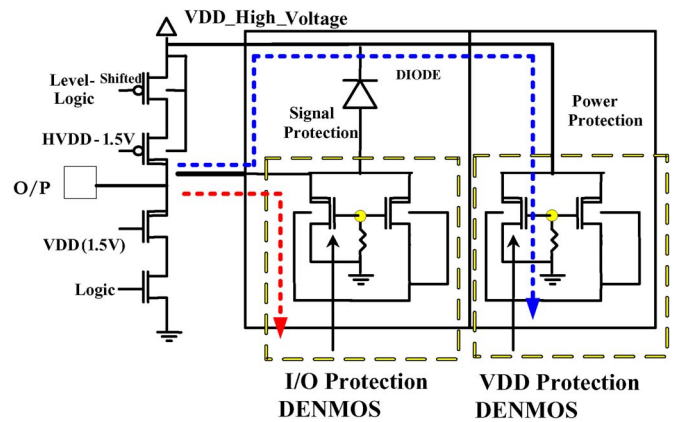 VDD_High_Voltage
Level-Shifted
Logic
DIODE
Signal
Protection
Power
Protection
HVDD-1.5V
O/P
VDD(1.5V)
Logic
I/O Protection
DENMOS
VDD Protection
DENMOS